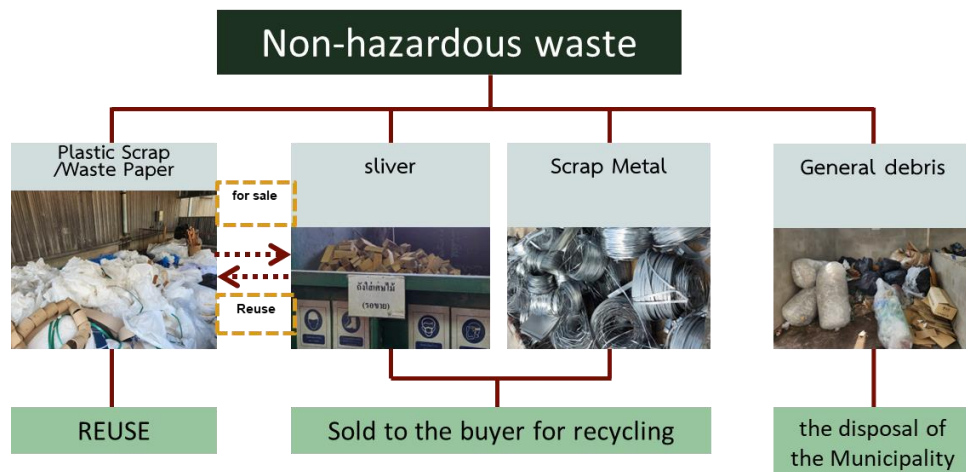 Non-hazardous waste
Plastic Scrap
/Waste Paper
sliver
Scrap Metal
General debris
for sale
Reuse
ถังใส่เศษไม้
(รอขาย)
REUSE
Sold to the buyer for recycling
the disposal of
the Municipality